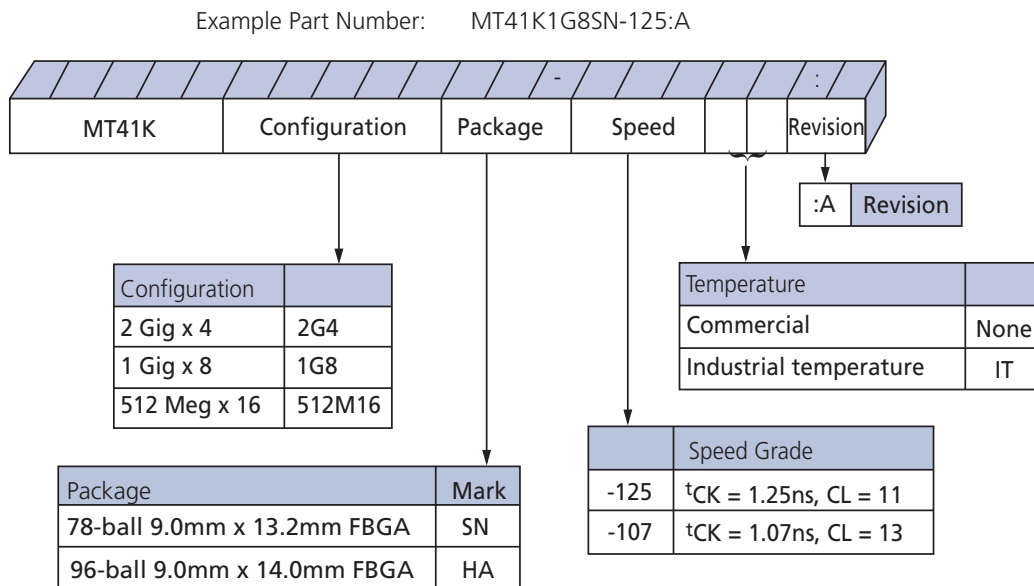 Example Part Number: MT41K1G8SN-125:A
- :
MT41K Configuration Package Speed Revision
:A Revision
Configuration
2 Gig x 4 2G4
1 Gig x 8 1G8
512 Meg x 16 512M16
Temperature
Commercial None
Industrial temperature IT
Package Mark
78-ball 9.0mm x 13.2mm FBGA SN
96-ball 9.0mm x 14.0mm FBGA HA
Speed Grade
-125 tCK = 1.25ns, CL = 11
-107 tCK = 1.07ns, CL = 13